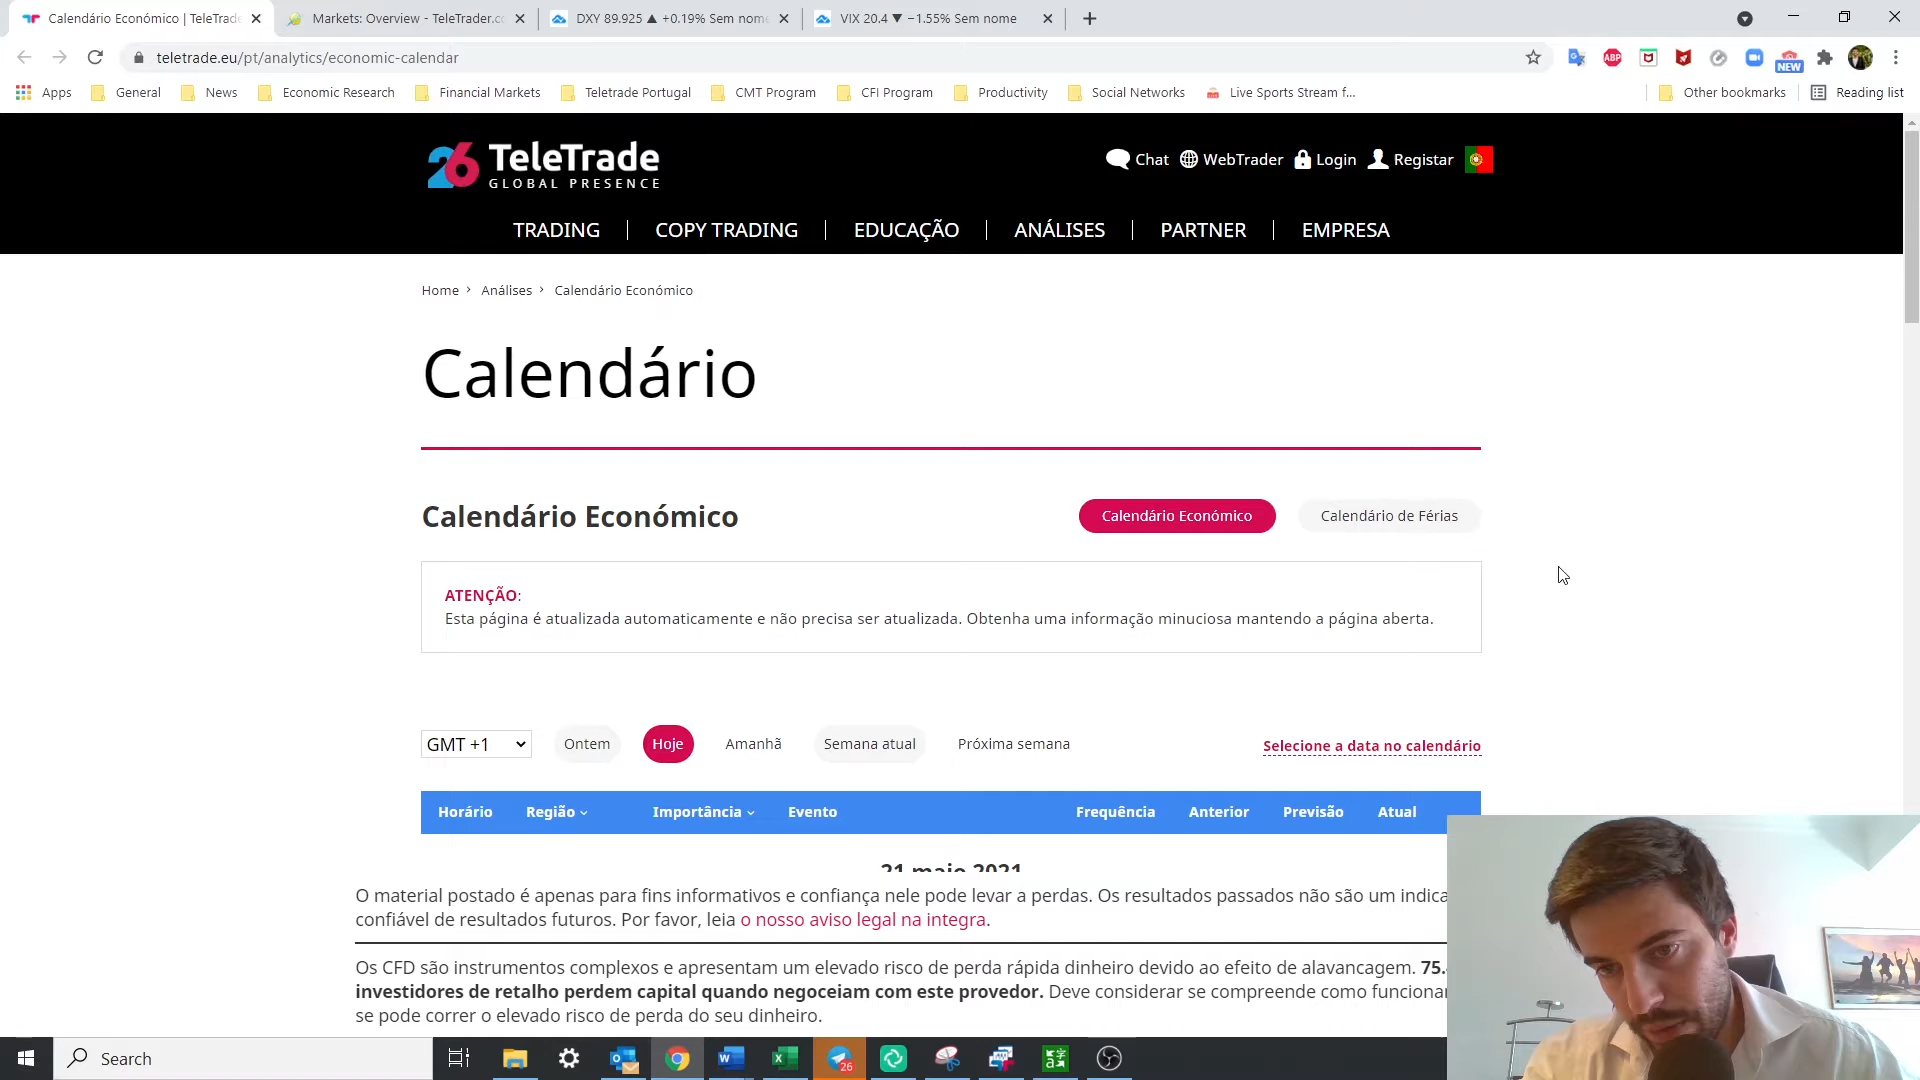 Calendário Económico | TeleTrade
Markets: Overview - TeleTrader.co
DXY 89.925 ▲ +0.19% Sem nome
VIX 20.4 ▼ −1.55% Sem nome
teletrade.eu/pt/analytics/economic-calendar
ABP
NEW
Apps
General
News
Economic Research
Financial Markets
Teletrade Portugal
CMT Program
CFI Program
Productivity
Social Networks
Live Sports Stream f...
Other bookmarks
Reading list
26 TeleTrade
GLOBAL PRESENCE
Chat
WebTrader
Login
Registar
TRADING
COPY TRADING
EDUCAÇÃO
ANÁLISES
PARTNER
EMPRESA
Home › Análises › Calendário Económico
Calendário
Calendário Económico
Calendário Económico
Calendário de Férias
ATENÇÃO:
Esta página é atualizada automaticamente e não precisa ser atualizada. Obtenha uma informação minuciosa mantendo a página aberta.
GMT +1
Ontem
Hoje
Amanhã
Semana atual
Próxima semana
Selecione a data no calendário
Horário
Região
Importância
Evento
Frequência
Anterior
Previsão
Atual
21 maio 2021
O material postado é apenas para fins informativos e confiança nele pode levar a perdas. Os resultados passados não são um indica
confiável de resultados futuros. Por favor, leia o nosso aviso legal na integra.
Os CFD são instrumentos complexos e apresentam um elevado risco de perda rápida dinheiro devido ao efeito de alavancagem. 75.
investidores de retalho perdem capital quando negoceiam com este provedor. Deve considerar se compreende como funcionar
se pode correr o elevado risco de perda do seu dinheiro.
Search
26